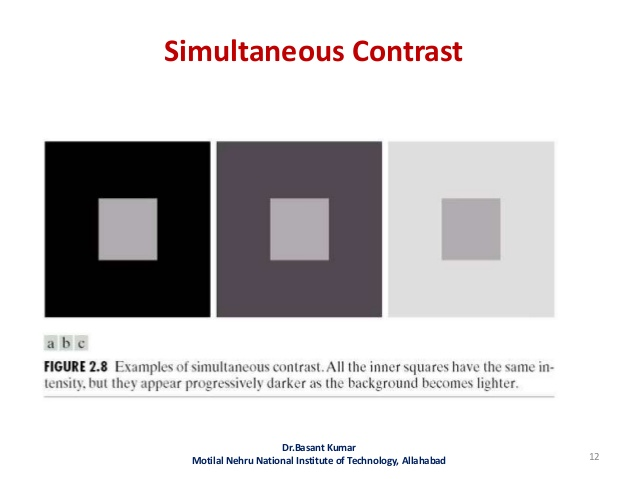 Simultaneous Contrast
a b c
FIGURE 2.8 Examples of simultaneous contrast. All the inner squares have the same in-
tensity, but they appear progressively darker as the background becomes lighter.
Dr.Basant Kumar
Motilal Nehru National Institute of Technology, Allahabad
12